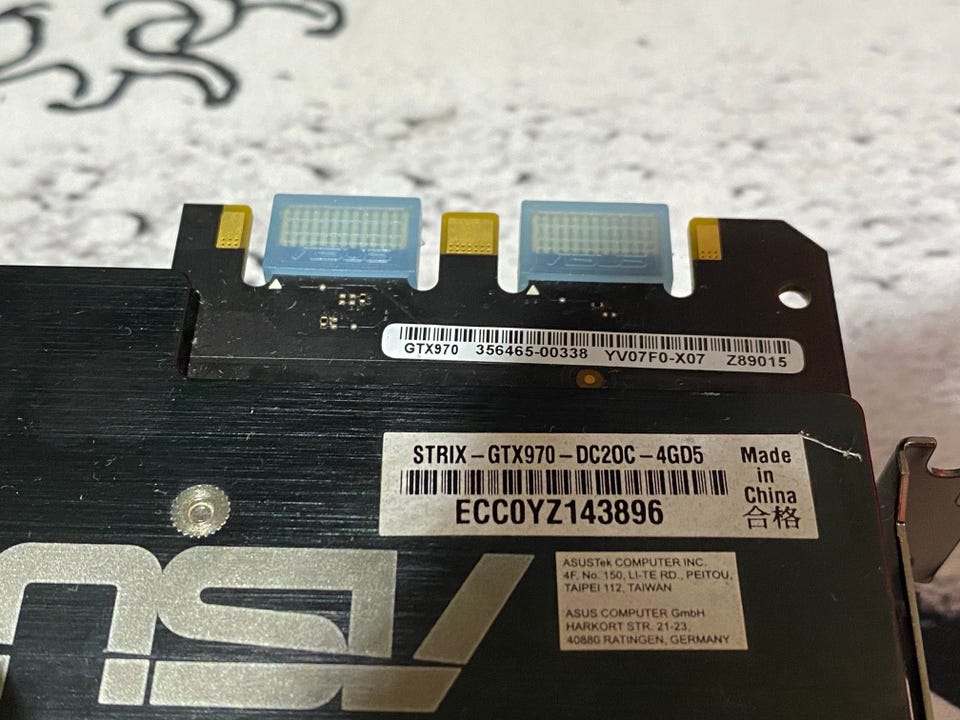 GTX970 356465-00338 YV07F0-X07 Z89015
STRIX-GTX970-DC2OC-4GD5
ECC0YZ143896
Made
in
China
合格
ASUS
ASUSTek COMPUTER INC.
4F, No. 150, LI-TE RD., PEITOU,
TAIPEI 112, TAIWAN
ASUS COMPUTER GmbH
HARKORT STR. 21-23,
40880 RATINGEN, GERMANY